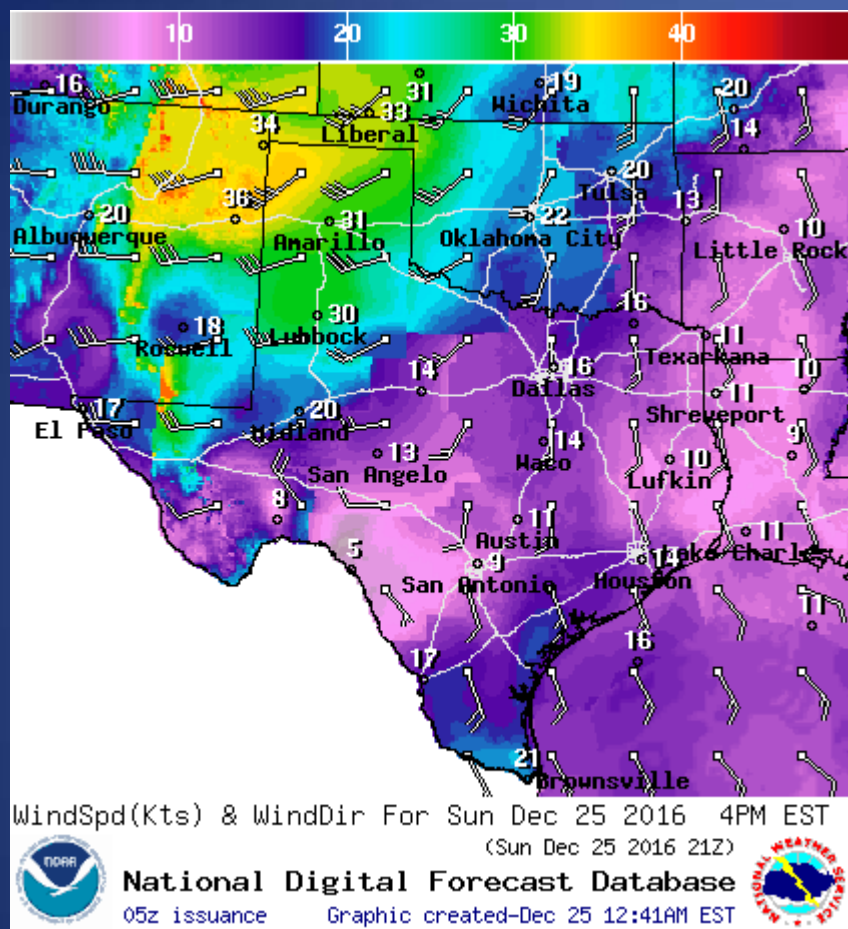 10 20 30 40
16 31 19 20
Durango Liberal 33 Wichita
34 14
20 Tulsa
20 36 31 22 13 10
Albuquerque Amarillo Oklahoma City Little Rock
18 30 16 11
Roswell Lubbock Texarkana
14 Dallas 16 11 10
Shreveport
17 20
El Paso Midland 13 14 10 9
San Angelo Waco Lufkin
8 11 11
Austin Lake Charles
5 9 14
San Antonio Houston 11
17 16
21
Brownsville
WindSpd(Kts) & WindDir For Sun Dec 25 2016 4PM EST
(Sun Dec 25 2016 21Z)
NOAA
National Digital Forecast Database
05z issuance Graphic created-Dec 25 12:41AM EST
NATIONAL WEATHER SERVICE